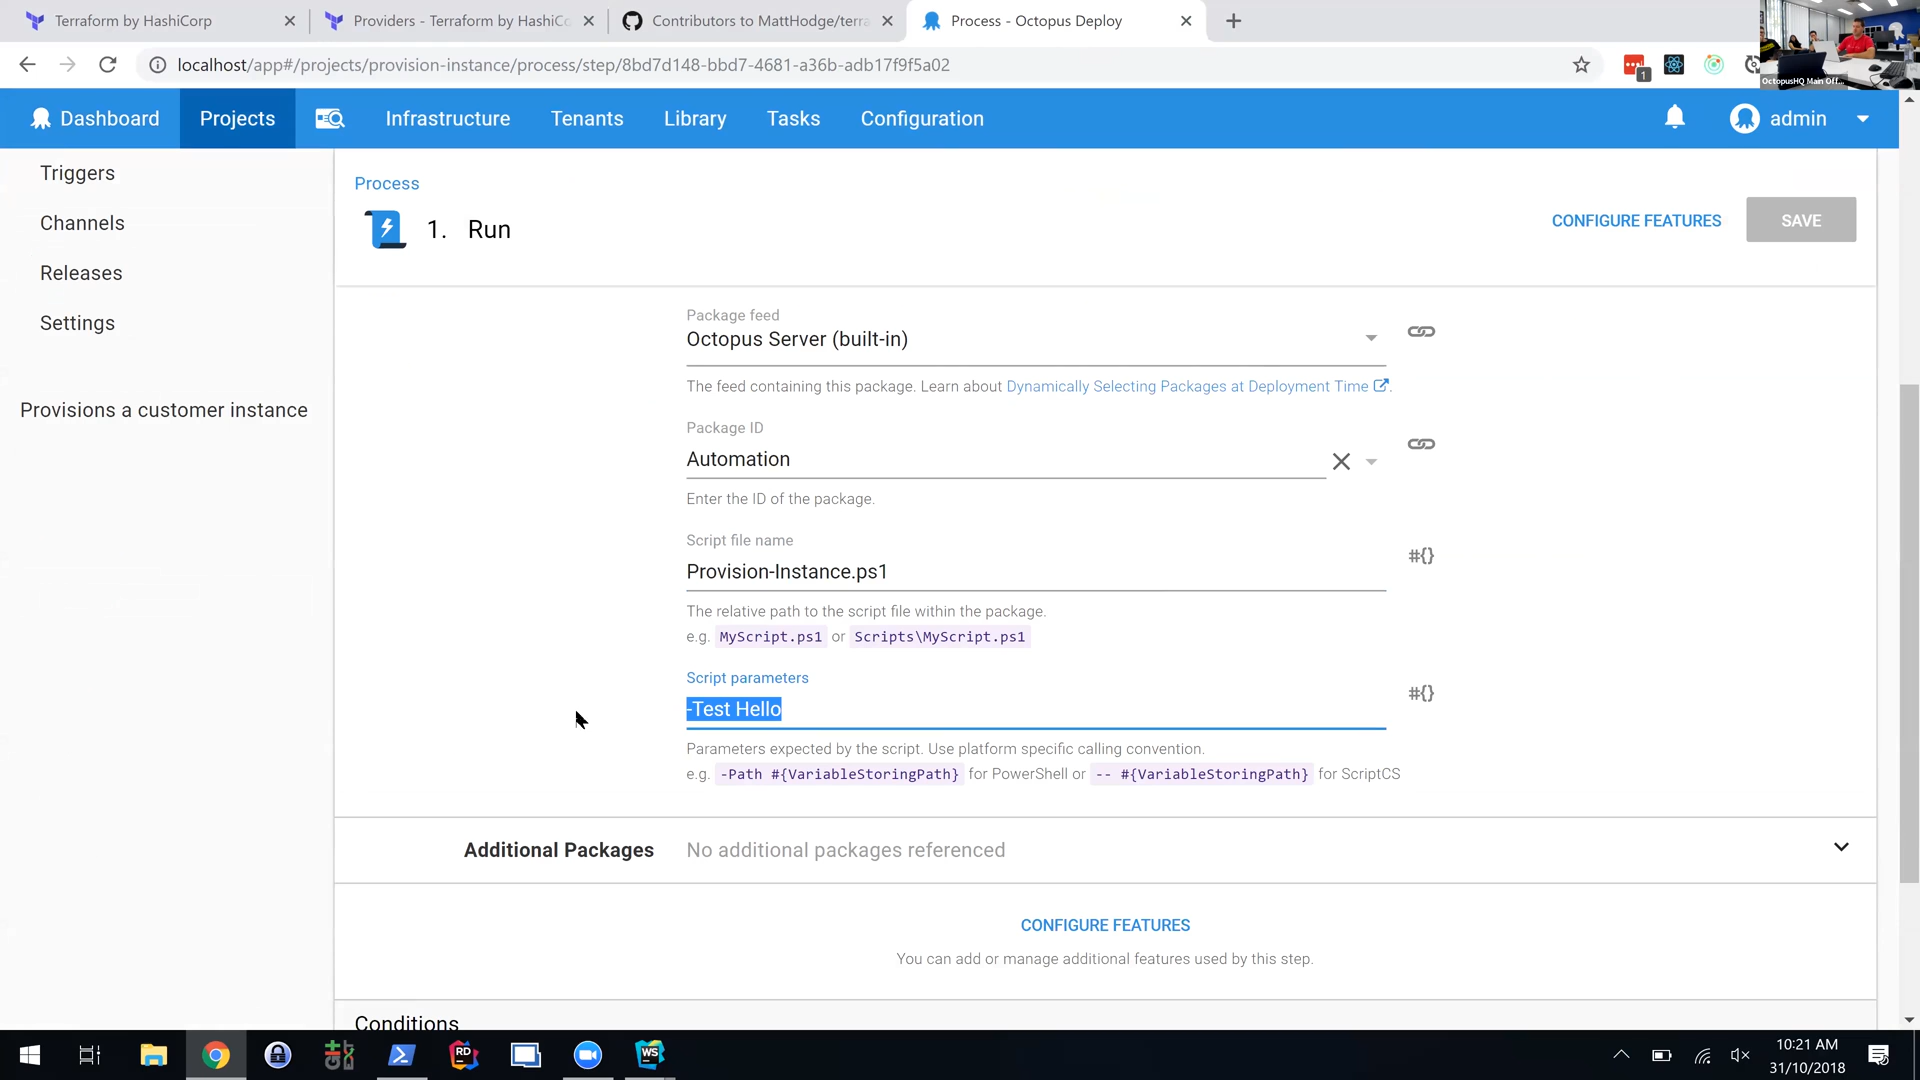 Terraform by HashiCorp
Providers - Terraform by HashiCo
Contributors to MattHodge/terra
Process - Octopus Deploy
localhost/app#/projects/provision-instance/process/step/8bd7d148-bbd7-4681-a36b-adb17f9f5a02
1
OctopusHQ Main Off...
Dashboard
Projects
Infrastructure
Tenants
Library
Tasks
Configuration
admin
Triggers
Channels
Releases
Settings
Provisions a customer instance
Process
1. Run
CONFIGURE FEATURES
SAVE
Package feed
Octopus Server (built-in)
The feed containing this package. Learn about Dynamically Selecting Packages at Deployment Time .
Package ID
Automation
Enter the ID of the package.
Script file name
Provision-Instance.ps1
#{}
The relative path to the script file within the package.
e.g. MyScript.ps1 or Scripts\MyScript.ps1
Script parameters
-Test Hello
#{}
Parameters expected by the script. Use platform specific calling convention.
e.g. -Path #{VariableStoringPath} for PowerShell or -- #{VariableStoringPath} for ScriptCS
Additional Packages
No additional packages referenced
CONFIGURE FEATURES
You can add or manage additional features used by this step.
Conditions
RD
WS
10:21 AM
31/10/2018